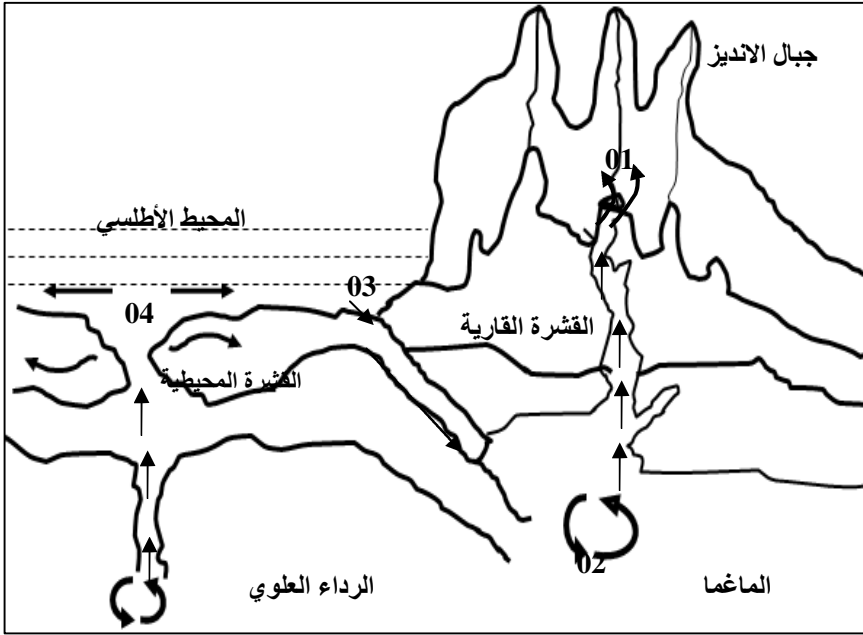 جبال الانديز
01
المحيط الأطلسي
03
04
القشرة القارية
القشرة المحيطية
02
الرداء العلوي
الماغما